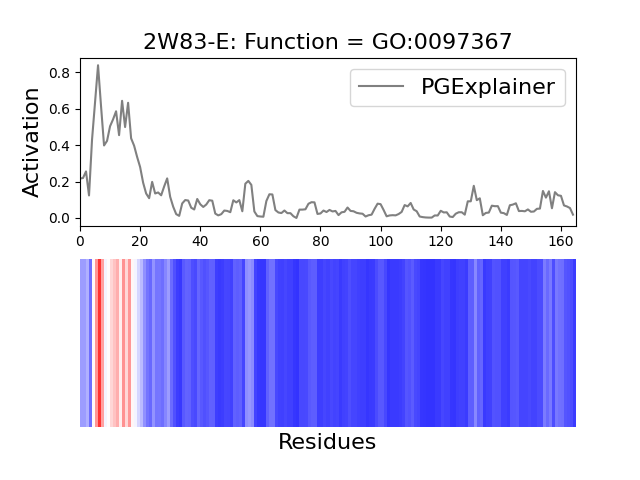 2W83-E: Function = GO:0097367
PGExplainer
Activation
0.8
0.6
0.4
0.2
0.0
0 20 40 60 80 100 120 140 160
Residues